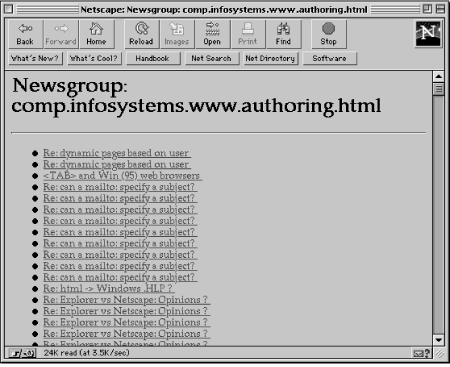 Netscape: Newsgroup: comp.infosystems.www.authoring.html
Back Forward Home Reload Images Open Print Find Stop
N
What's New? What's Cool? Handbook Net Search Net Directory Software
Newsgroup:
comp.infosystems.www.authoring.html
Re: dynamic pages based on user
Re: dynamic pages based on user
<TAB> and Win (95) web browsers
Re: can a mailto: specify a subject?
Re: can a mailto: specify a subject?
Re: can a mailto: specify a subject?
Re: can a mailto: specify a subject?
Re: can a mailto: specify a subject?
Re: can a mailto: specify a subject?
Re: can a mailto: specify a subject?
Re: can a mailto: specify a subject?
Re: can a mailto: specify a subject?
Re: html -> Windows .HLP ?
Re: Explorer vs Netscape: Opinions ?
Re: Explorer vs Netscape: Opinions ?
Re: Explorer vs Netscape: Opinions ?
Re: Explorer vs Netscape: Opinions ?
Re: Explorer vs Netscape: Opinions ?
24K read (at 3.5K/sec)
?